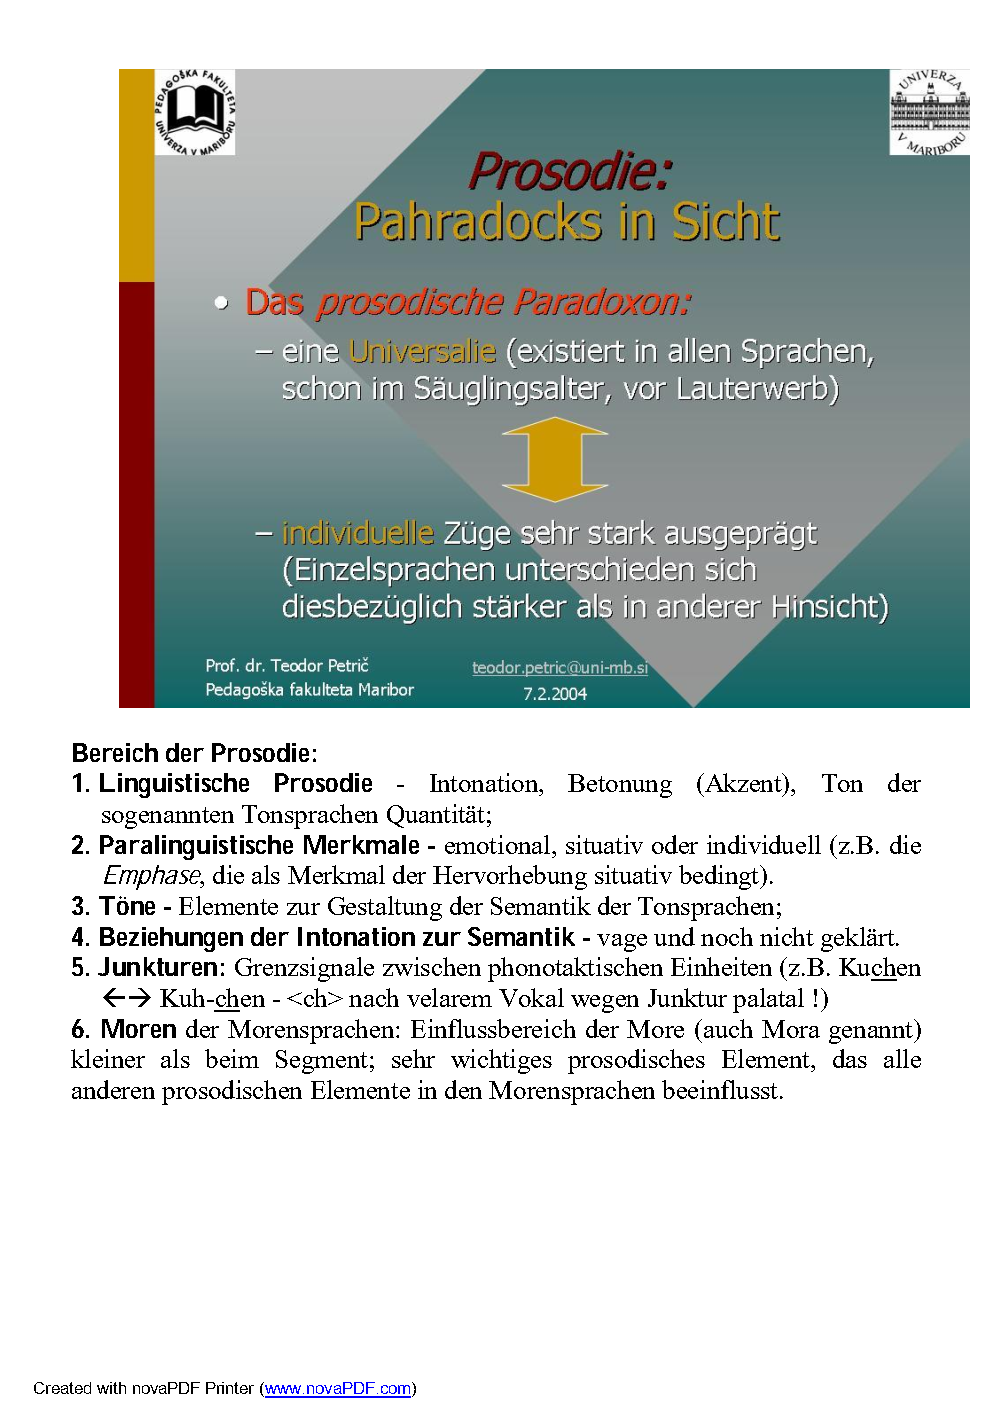 PEDAGOŠKA FAKULTETA
UNIVERZA V MARIBORU
UNIVERZA
V MARIBORU
Prosodie:
Pahradocks in Sicht
• Das prosodische Paradoxon:
– eine Universalie (existiert in allen Sprachen,
schon im Säuglingsalter, vor Lauterwerb)
– individuelle Züge sehr stark ausgeprägt
(Einzelsprachen unterschieden sich
diesbezüglich stärker als in anderer Hinsicht)
Prof. dr. Teodor Petrič
Pedagoška fakulteta Maribor
teodor.petric@uni-mb.si
7.2.2004
Bereich der Prosodie:
1. Linguistische Prosodie - Intonation, Betonung (Akzent), Ton der
sogenannten Tonsprachen Quantität;
2. Paralinguistische Merkmale - emotional, situativ oder individuell (z.B. die
Emphase, die als Merkmal der Hervorhebung situativ bedingt).
3. Töne - Elemente zur Gestaltung der Semantik der Tonsprachen;
4. Beziehungen der Intonation zur Semantik - vage und noch nicht geklärt.
5. Junkturen: Grenzsignale zwischen phonotaktischen Einheiten (z.B. Kuchen
←→ Kuh-chen - <ch> nach velarem Vokal wegen Junktur palatal !)
6. Moren der Morensprachen: Einflussbereich der More (auch Mora genannt)
kleiner als beim Segment; sehr wichtiges prosodisches Element, das alle
anderen prosodischen Elemente in den Morensprachen beeinflusst.
Created with novaPDF Printer (www.novaPDF.com)